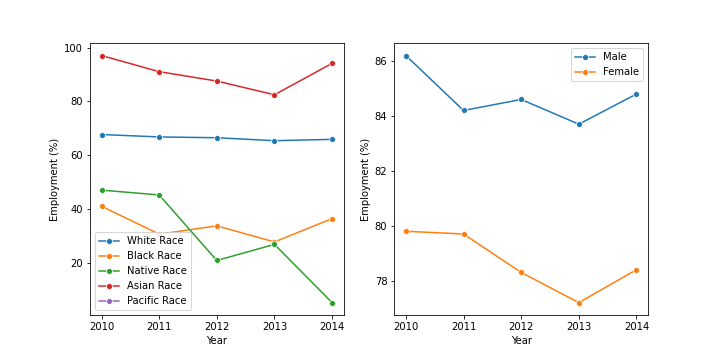 100
80
60
40
20
Employment (%)
White Race
Black Race
Native Race
Asian Race
Pacific Race
2010 2011 2012 2013 2014
Year
86
84
82
80
78
Employment (%)
Male
Female
2010 2011 2012 2013 2014
Year